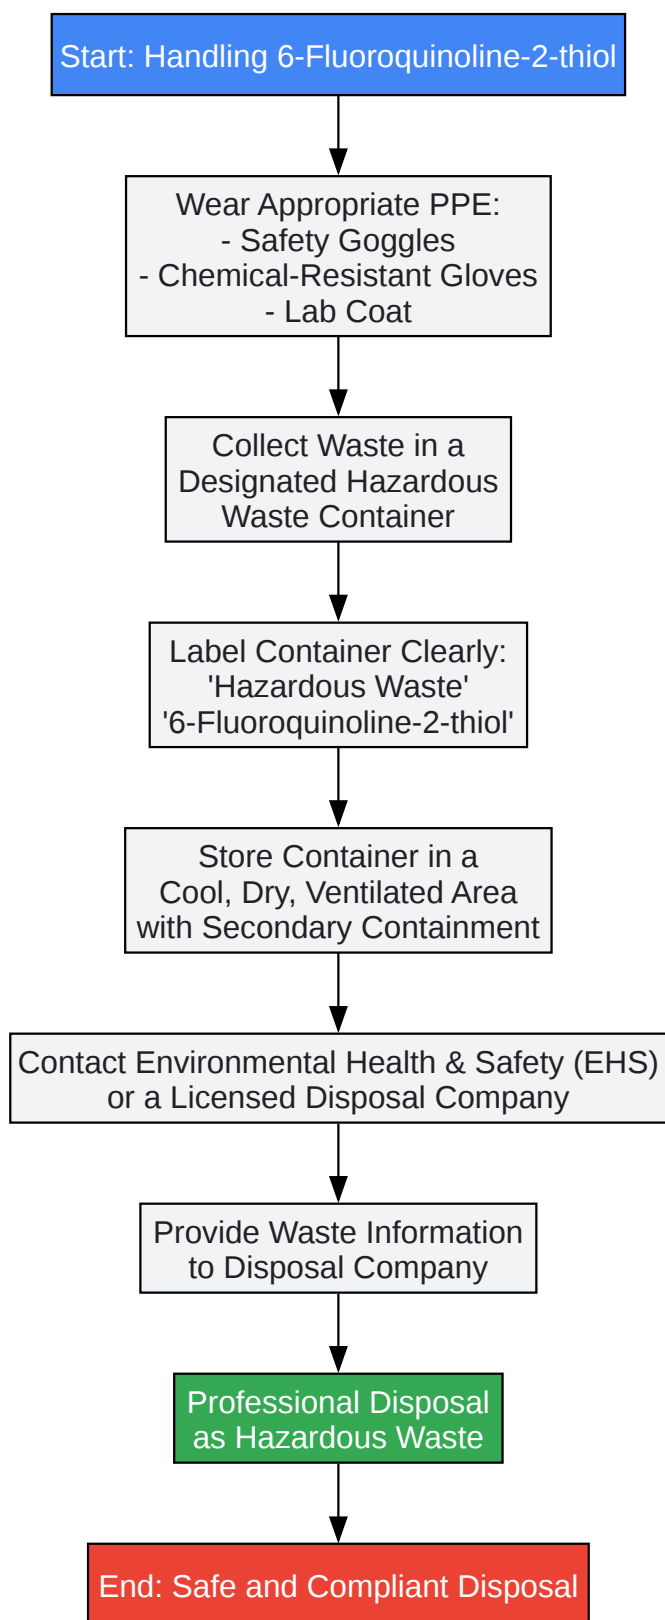 Start: Handling 6-Fluoroquinoline-2-thiol
Wear Appropriate PPE:
- Safety Goggles
- Chemical-Resistant Gloves
- Lab Coat
Collect Waste in a
Designated Hazardous
Waste Container
Label Container Clearly:
'Hazardous Waste'
'6-Fluoroquinoline-2-thiol'
Store Container in a
Cool, Dry, Ventilated Area
with Secondary Containment
Contact Environmental Health & Safety (EHS)
or a Licensed Disposal Company
Provide Waste Information
to Disposal Company
Professional Disposal
as Hazardous Waste
End: Safe and Compliant Disposal